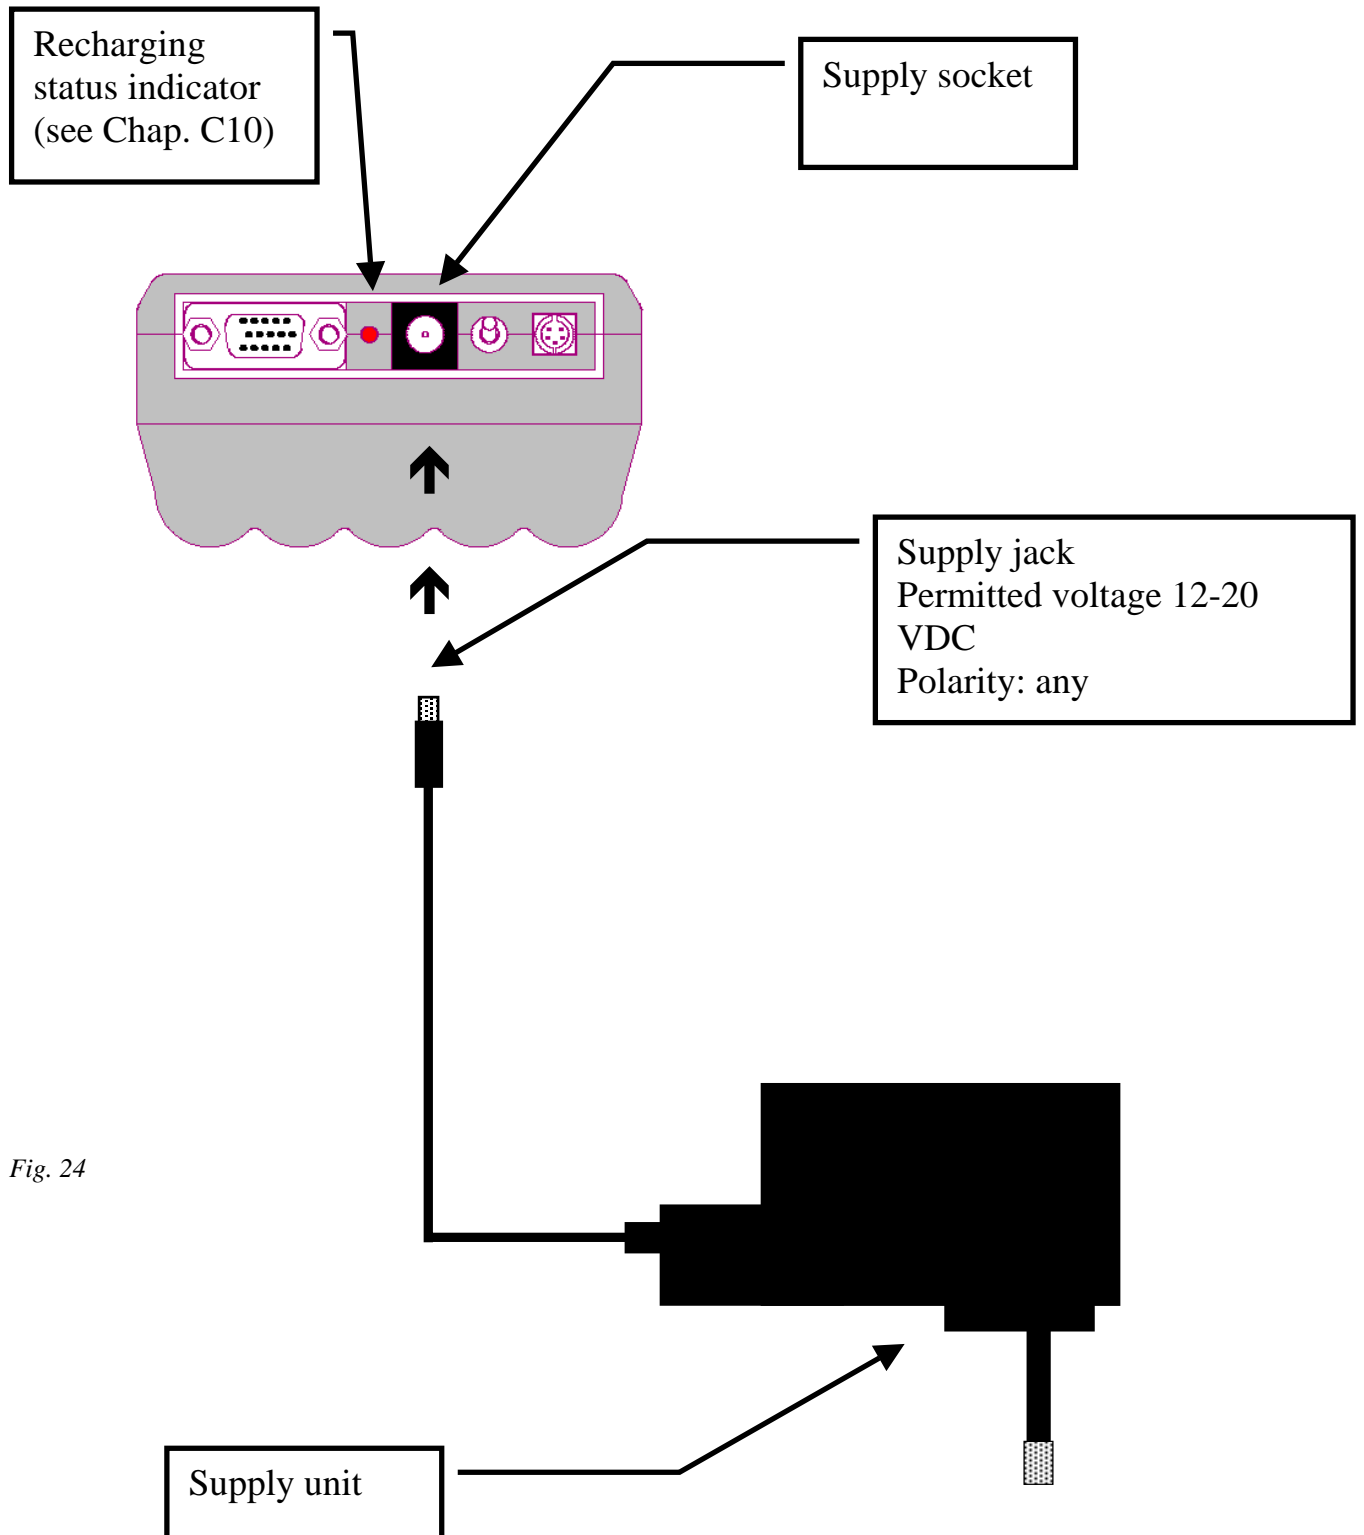 Recharging
status indicator
(see Chap. C10)
Supply socket
Supply jack
Permitted voltage 12-20
VDC
Polarity: any
Fig. 24
Supply unit